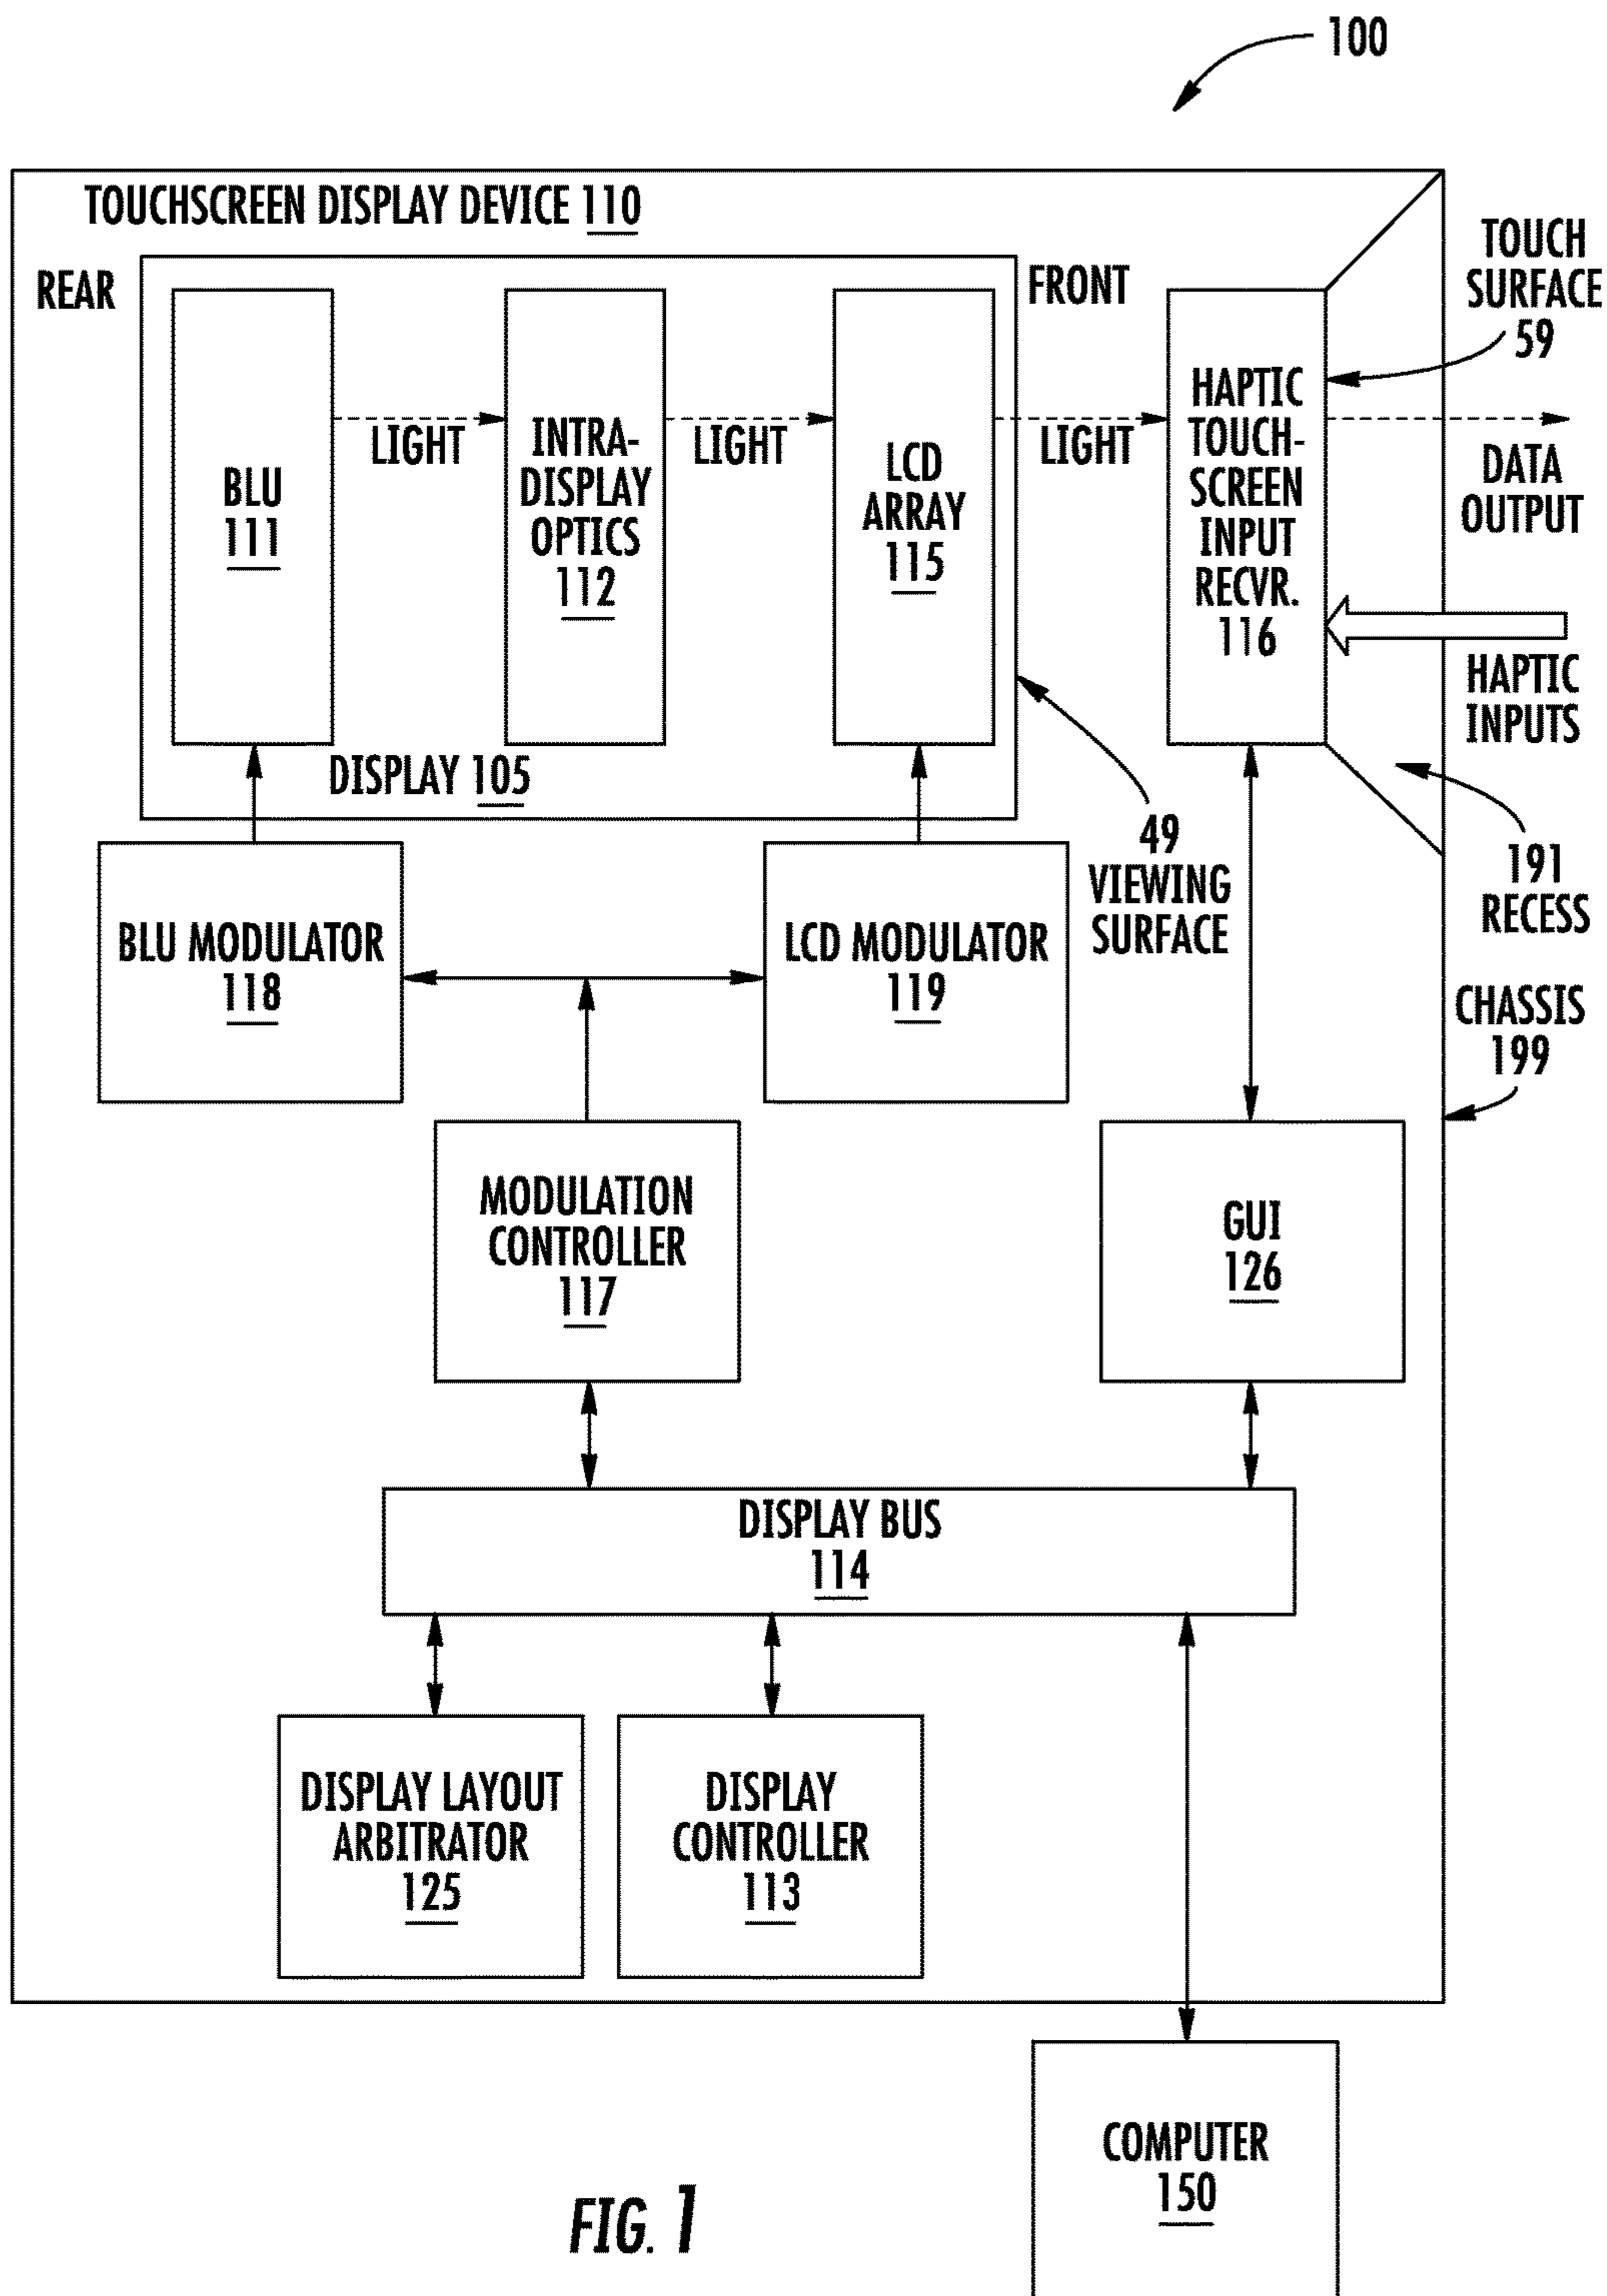 100
TOUCHSCREEN DISPLAY DEVICE 110
REAR
FRONT
TOUCH
SURFACE
59
BLU
111
LIGHT
INTRA-
DISPLAY
OPTICS
112
LIGHT
LCD
ARRAY
115
LIGHT
HAPTIC
TOUCH-
SCREEN
INPUT
RECVR.
116
DATA
OUTPUT
HAPTIC
INPUTS
DISPLAY 105
49
VIEWING
SURFACE
191
RECESS
BLU MODULATOR
118
LCD MODULATOR
119
CHASSIS
199
MODULATION
CONTROLLER
117
GUI
126
DISPLAY BUS
114
DISPLAY LAYOUT
ARBITRATOR
125
DISPLAY
CONTROLLER
113
COMPUTER
150
FIG. 1